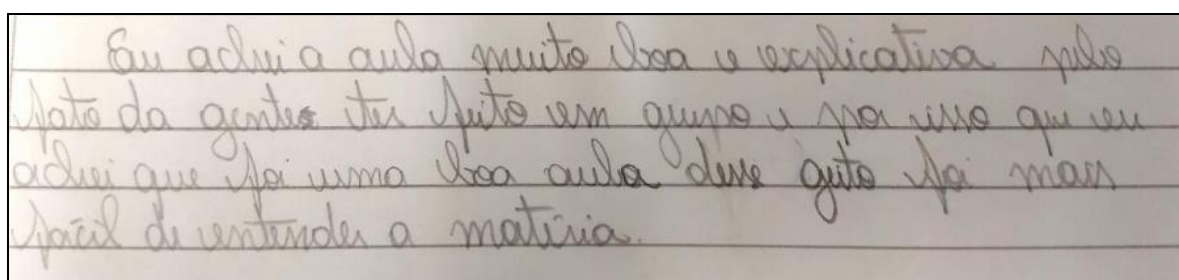 Eu achei a aula muito boa e explicativa pelo
fato da gente ter feito em grupo e por isso que eu
achei que foi uma boa aula desse geito foi mais
fácil de entender a matéria.